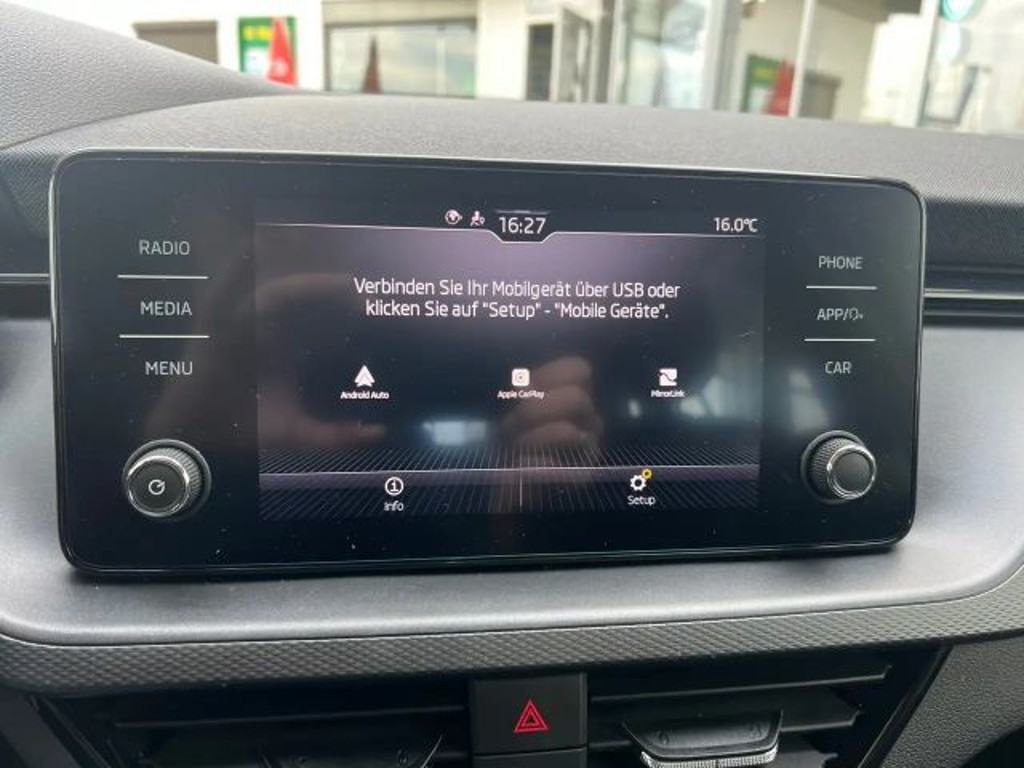 16:27
16.0°C
RADIO
MEDIA
MENU
Verbinden Sie Ihr Mobilgerät über USB oder
klicken Sie auf "Setup" - "Mobile Geräte".
Android Auto
Apple CarPlay
MirrorLink
Info
Setup
PHONE
APP/
CAR